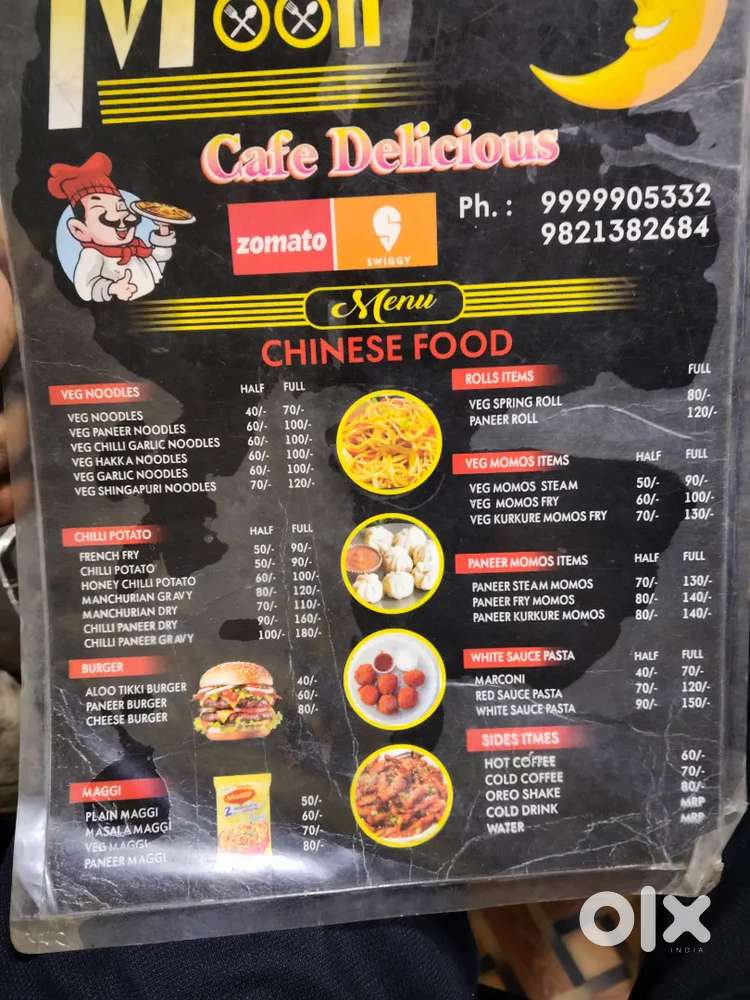 Moon
Cafe Delicious
zomato
SWIGGY
Ph. : 9999905332
9821382684
Menu
CHINESE FOOD
VEG NOODLES HALF FULL
VEG NOODLES 40/- 70/-
VEG PANEER NOODLES 60/- 100/-
VEG CHILLI GARLIC NOODLES 60/- 100/-
VEG HAKKA NOODLES 60/- 100/-
VEG GARLIC NOODLES 60/- 100/-
VEG SHINGAPURI NOODLES 70/- 120/-
CHILLI POTATO HALF FULL
FRENCH FRY 50/- 90/-
CHILLI POTATO 50/- 90/-
HONEY CHILLI POTATO 60/- 100/-
MANCHURIAN GRAVY 80/- 120/-
MANCHURIAN DRY 70/- 110/-
CHILLI PANEER DRY 90/- 160/-
CHILLI PANEER GRAVY 100/- 180/-
BURGER
ALOO TIKKI BURGER 40/-
PANEER BURGER 60/-
CHEESE BURGER 80/-
MAGGI
PLAIN MAGGI 50/-
MASALA MAGGI 60/-
VEG MAGGI 70/-
PANEER MAGGI 80/-
ROLLS ITEMS FULL
VEG SPRING ROLL 80/-
PANEER ROLL 120/-
VEG MOMOS ITEMS HALF FULL
VEG MOMOS STEAM 50/- 90/-
VEG MOMOS FRY 60/- 100/-
VEG KURKURE MOMOS FRY 70/- 130/-
PANEER MOMOS ITEMS HALF FULL
PANEER STEAM MOMOS 70/- 130/-
PANEER FRY MOMOS 80/- 140/-
PANEER KURKURE MOMOS 80/- 140/-
WHITE SAUCE PASTA HALF FULL
MARCONI 40/- 70/-
RED SAUCE PASTA 70/- 120/-
WHITE SAUCE PASTA 90/- 150/-
SIDES ITMES
HOT COFFEE 60/-
COLD COFFEE 70/-
OREO SHAKE 80/-
COLD DRINK MRP
WATER MRP
olx
INDIA